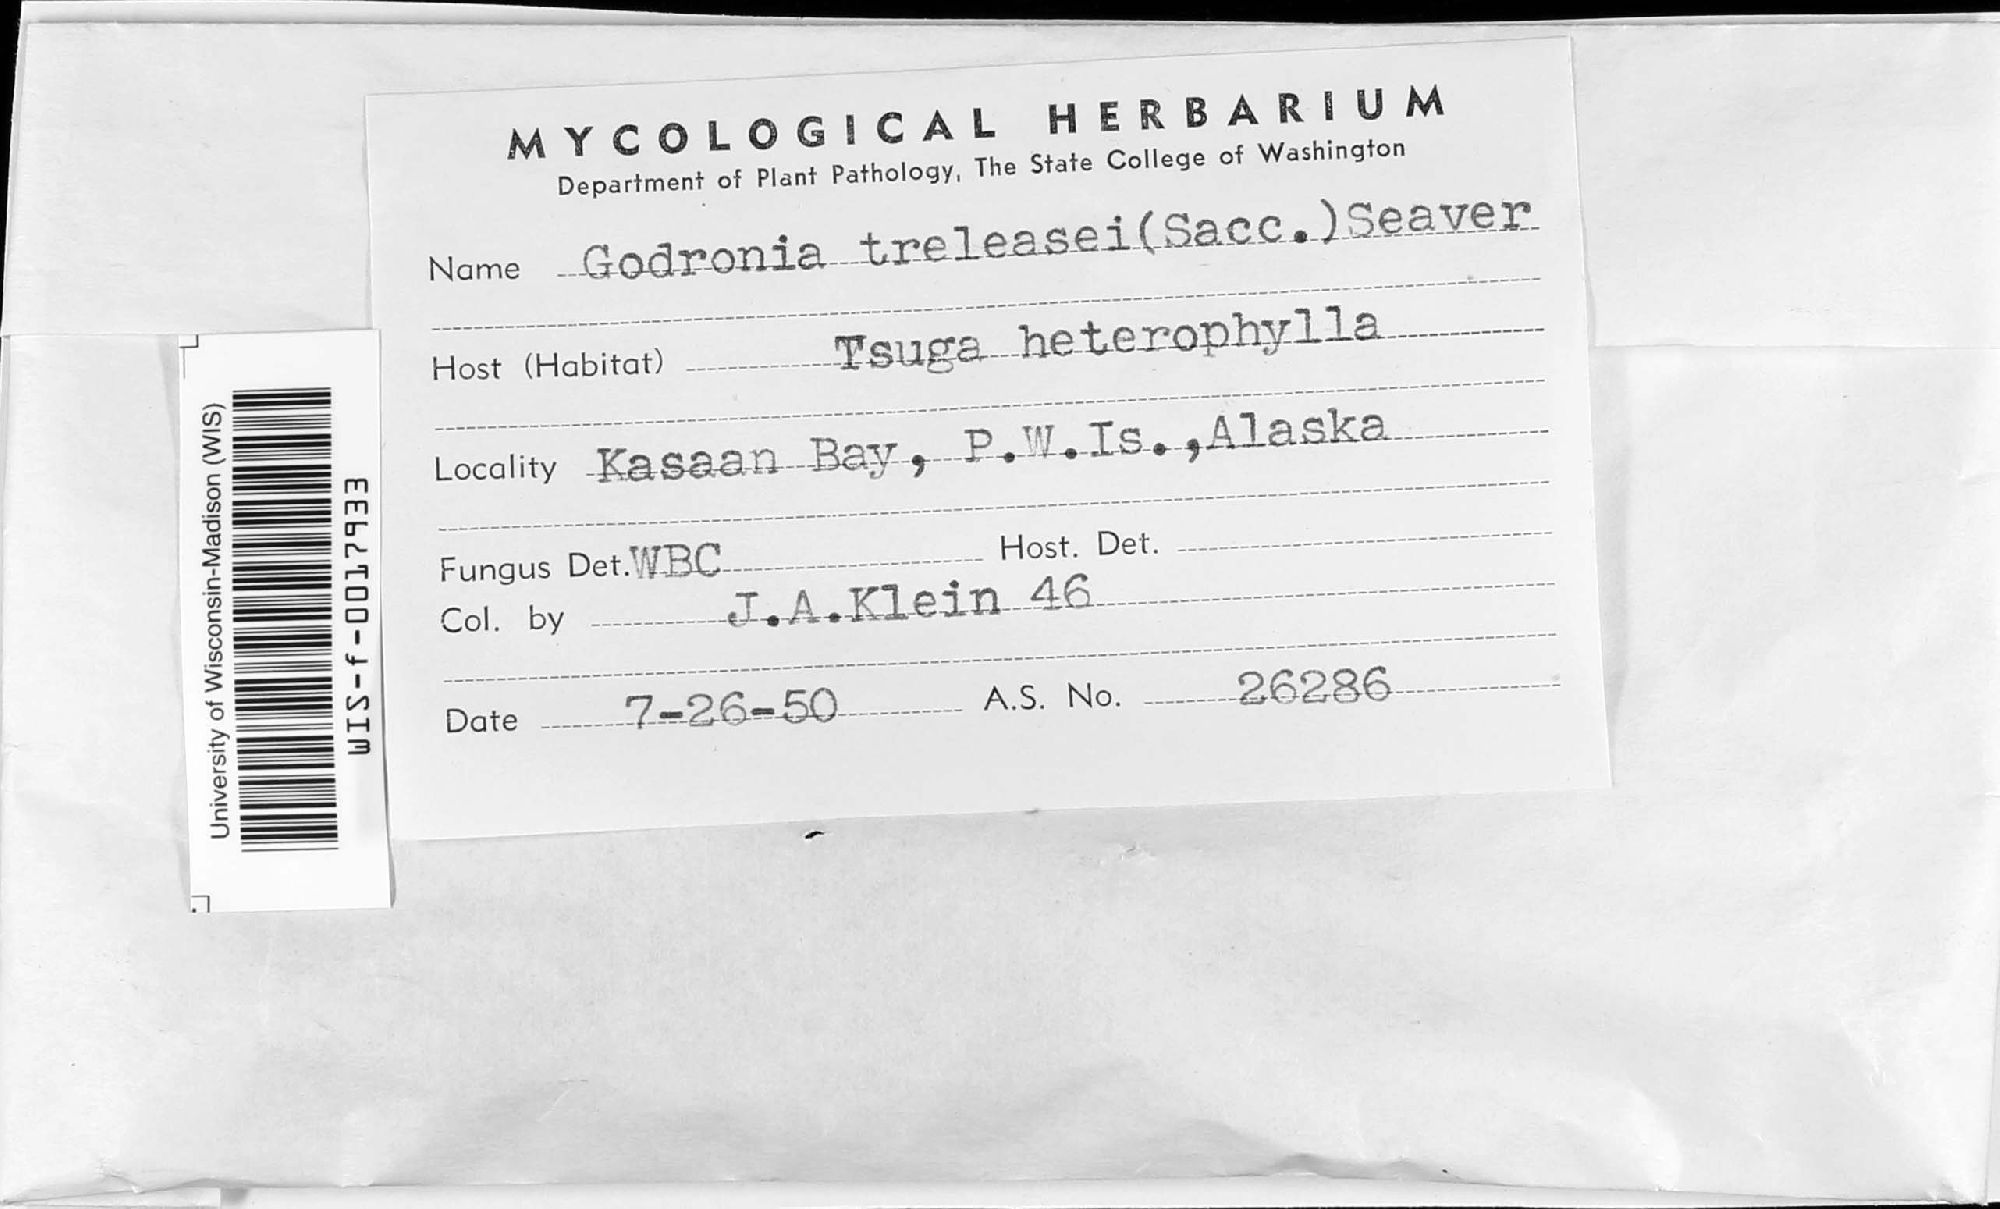 MYCOLOGICAL HERBARIUM
Department of Plant Pathology, The State College of Washington
Name Godronia treleasei(Sacc.)Seaver
Host (Habitat) Tsuga heterophylla
Locality Kasaan Bay, P.W.Is.,Alaska
Fungus Det.WBC Host. Det.
Col. by J.A.Klein 46
Date 7-26-50 A.S. No. 26286
University of Wisconsin-Madison (WIS)
WIS-f-0017933